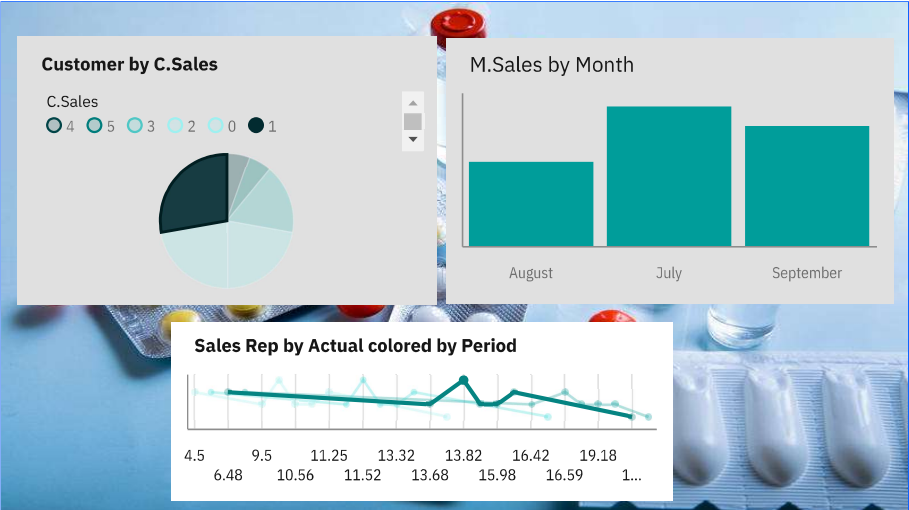 Customer by C.Sales
C.Sales
4 5 3 2 0 1
M.Sales by Month
August July September
Sales Rep by Actual colored by Period
4.5 9.5 11.25 13.32 13.82 16.42 19.18
6.48 10.56 11.52 13.68 15.98 16.59 1...